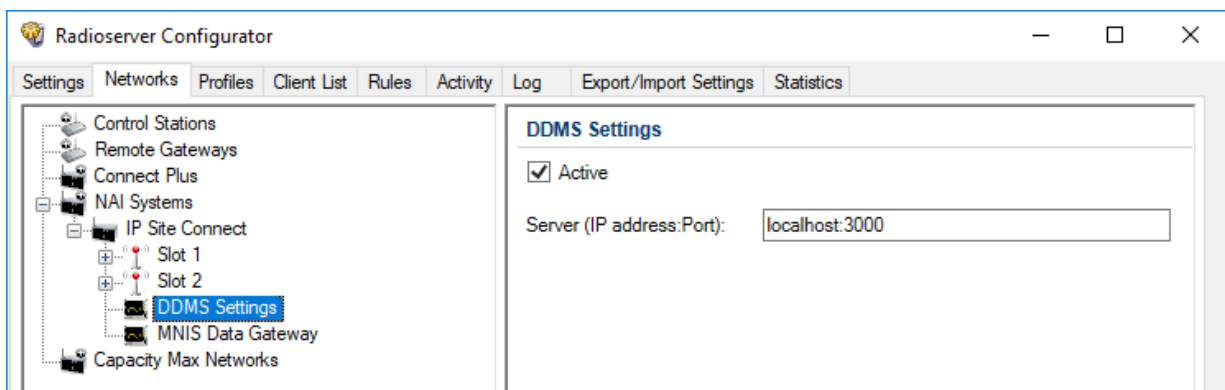 Radioserver Configurator
Settings Networks Profiles Client List Rules Activity Log Export/Import Settings Statistics
Control Stations
Remote Gateways
Connect Plus
NAI Systems
IP Site Connect
Slot 1
Slot 2
DDMS Settings
MNIS Data Gateway
Capacity Max Networks
DDMS Settings
Active
Server (IP address:Port): localhost:3000